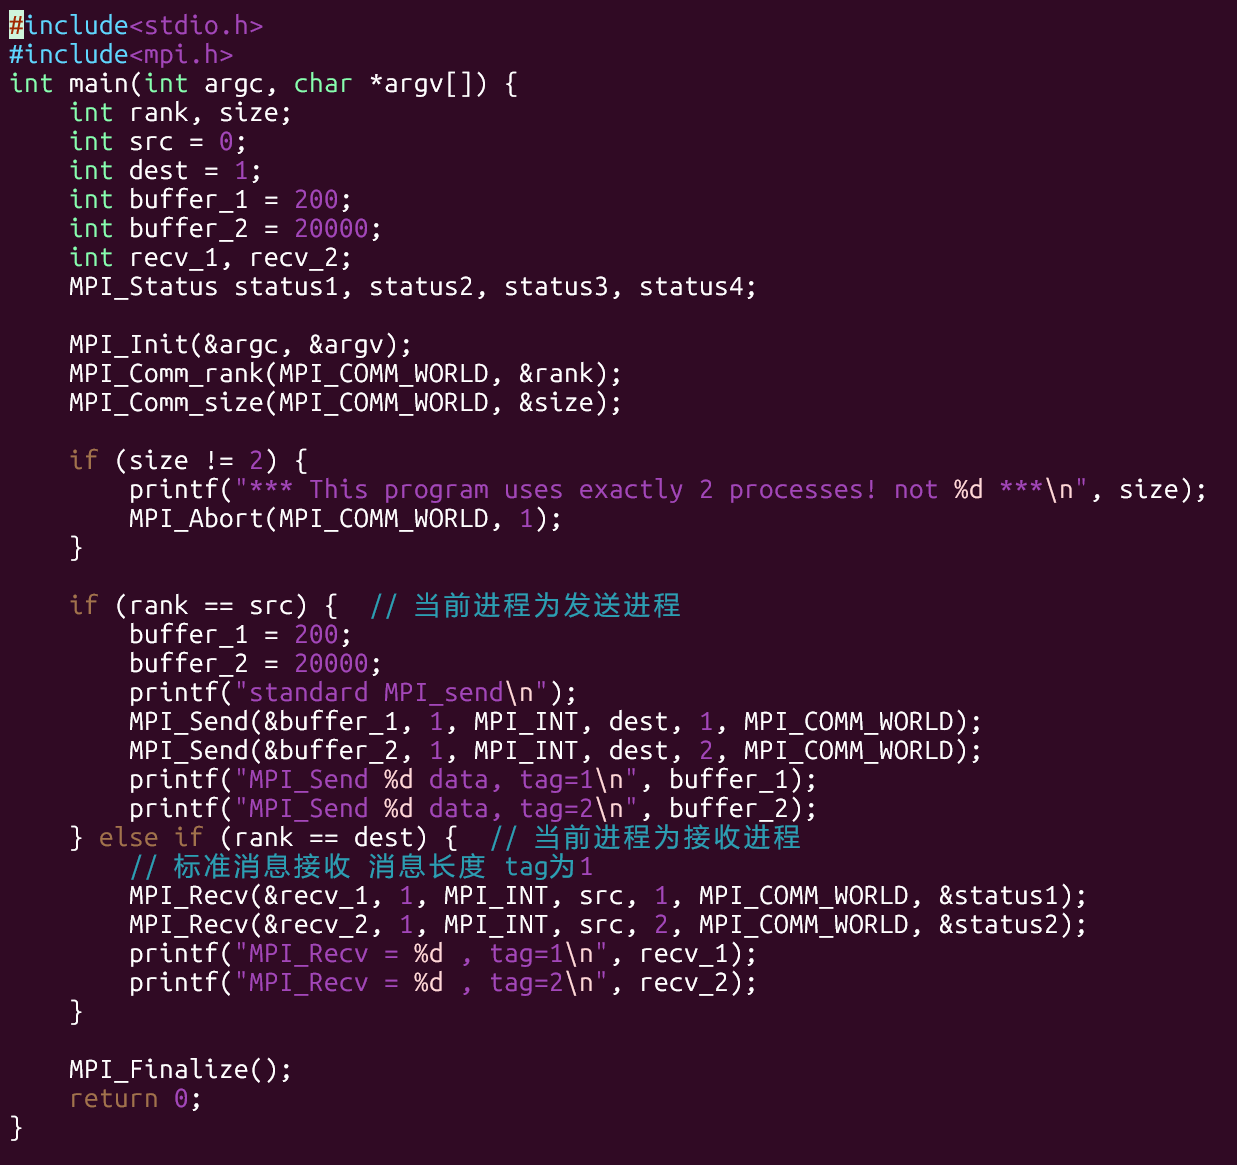 #include<stdio.h>
#include<mpi.h>
int main(int argc, char *argv[]) {
    int rank, size;
    int src = 0;
    int dest = 1;
    int buffer_1 = 200;
    int buffer_2 = 20000;
    int recv_1, recv_2;
    MPI_Status status1, status2, status3, status4;

    MPI_Init(&argc, &argv);
    MPI_Comm_rank(MPI_COMM_WORLD, &rank);
    MPI_Comm_size(MPI_COMM_WORLD, &size);

    if (size != 2) {
        printf("*** This program uses exactly 2 processes! not %d ***\n", size);
        MPI_Abort(MPI_COMM_WORLD, 1);
    }

    if (rank == src) {  // 当前进程为发送进程
        buffer_1 = 200;
        buffer_2 = 20000;
        printf("standard MPI_send\n");
        MPI_Send(&buffer_1, 1, MPI_INT, dest, 1, MPI_COMM_WORLD);
        MPI_Send(&buffer_2, 1, MPI_INT, dest, 2, MPI_COMM_WORLD);
        printf("MPI_Send %d data, tag=1\n", buffer_1);
        printf("MPI_Send %d data, tag=2\n", buffer_2);
    } else if (rank == dest) {  // 当前进程为接收进程
        // 标准消息接收 消息长度 tag为1
        MPI_Recv(&recv_1, 1, MPI_INT, src, 1, MPI_COMM_WORLD, &status1);
        MPI_Recv(&recv_2, 1, MPI_INT, src, 2, MPI_COMM_WORLD, &status2);
        printf("MPI_Recv = %d , tag=1\n", recv_1);
        printf("MPI_Recv = %d , tag=2\n", recv_2);
    }

    MPI_Finalize();
    return 0;
}